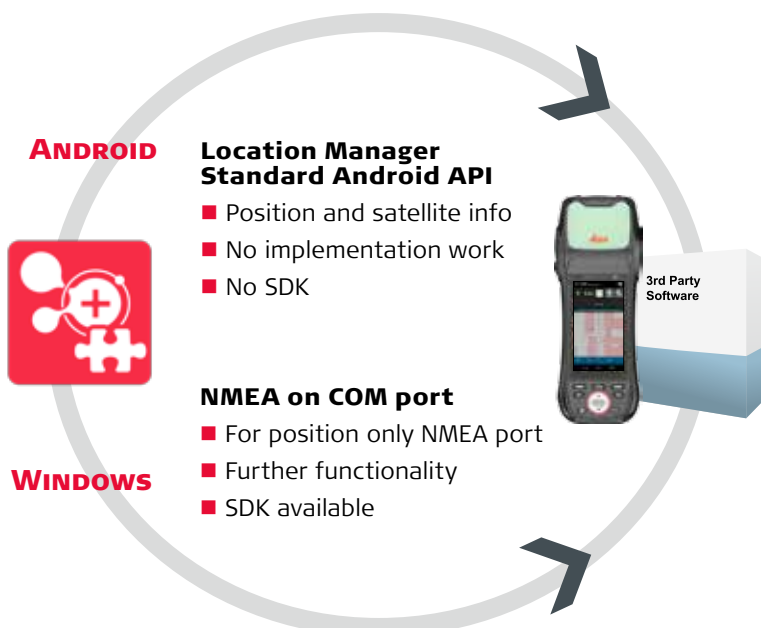 ANDROID
Location Manager
Standard Android API
Position and satellite info
No implementation work
No SDK
3rd Party
Software
NMEA on COM port
For position only NMEA port
Further functionality
SDK available
WINDOWS